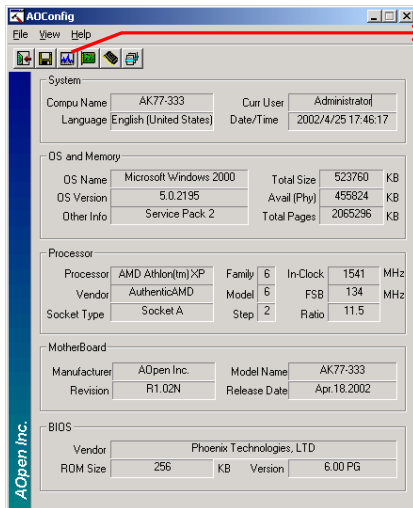 AOConfig
File View Help
System
Compu Name AK77-333 Curr User Administrator
Language English (United States) Date/Time 2002/4/25 17:46:17
OS and Memory
OS Name Microsoft Windows 2000 Total Size 523760 KB
OS Version 5.0.2195 Avail (Phy) 455824 KB
Other Info Service Pack 2 Total Pages 2065296 KB
Processor
Processor AMD Athlon(tm) XP Family 6 In-Clock 1541 MHz
Vendor AuthenticAMD Model 6 FSB 134 MHz
Socket Type Socket A Step 2 Ratio 11.5
MotherBoard
Manufacturer AOpen Inc. Model Name AK77-333
Revision R1.02N Release Date Apr.18.2002
BIOS
Vendor Phoenix Technologies, LTD
ROM Size 256 KB Version 6.00 PG
AOpen Inc.